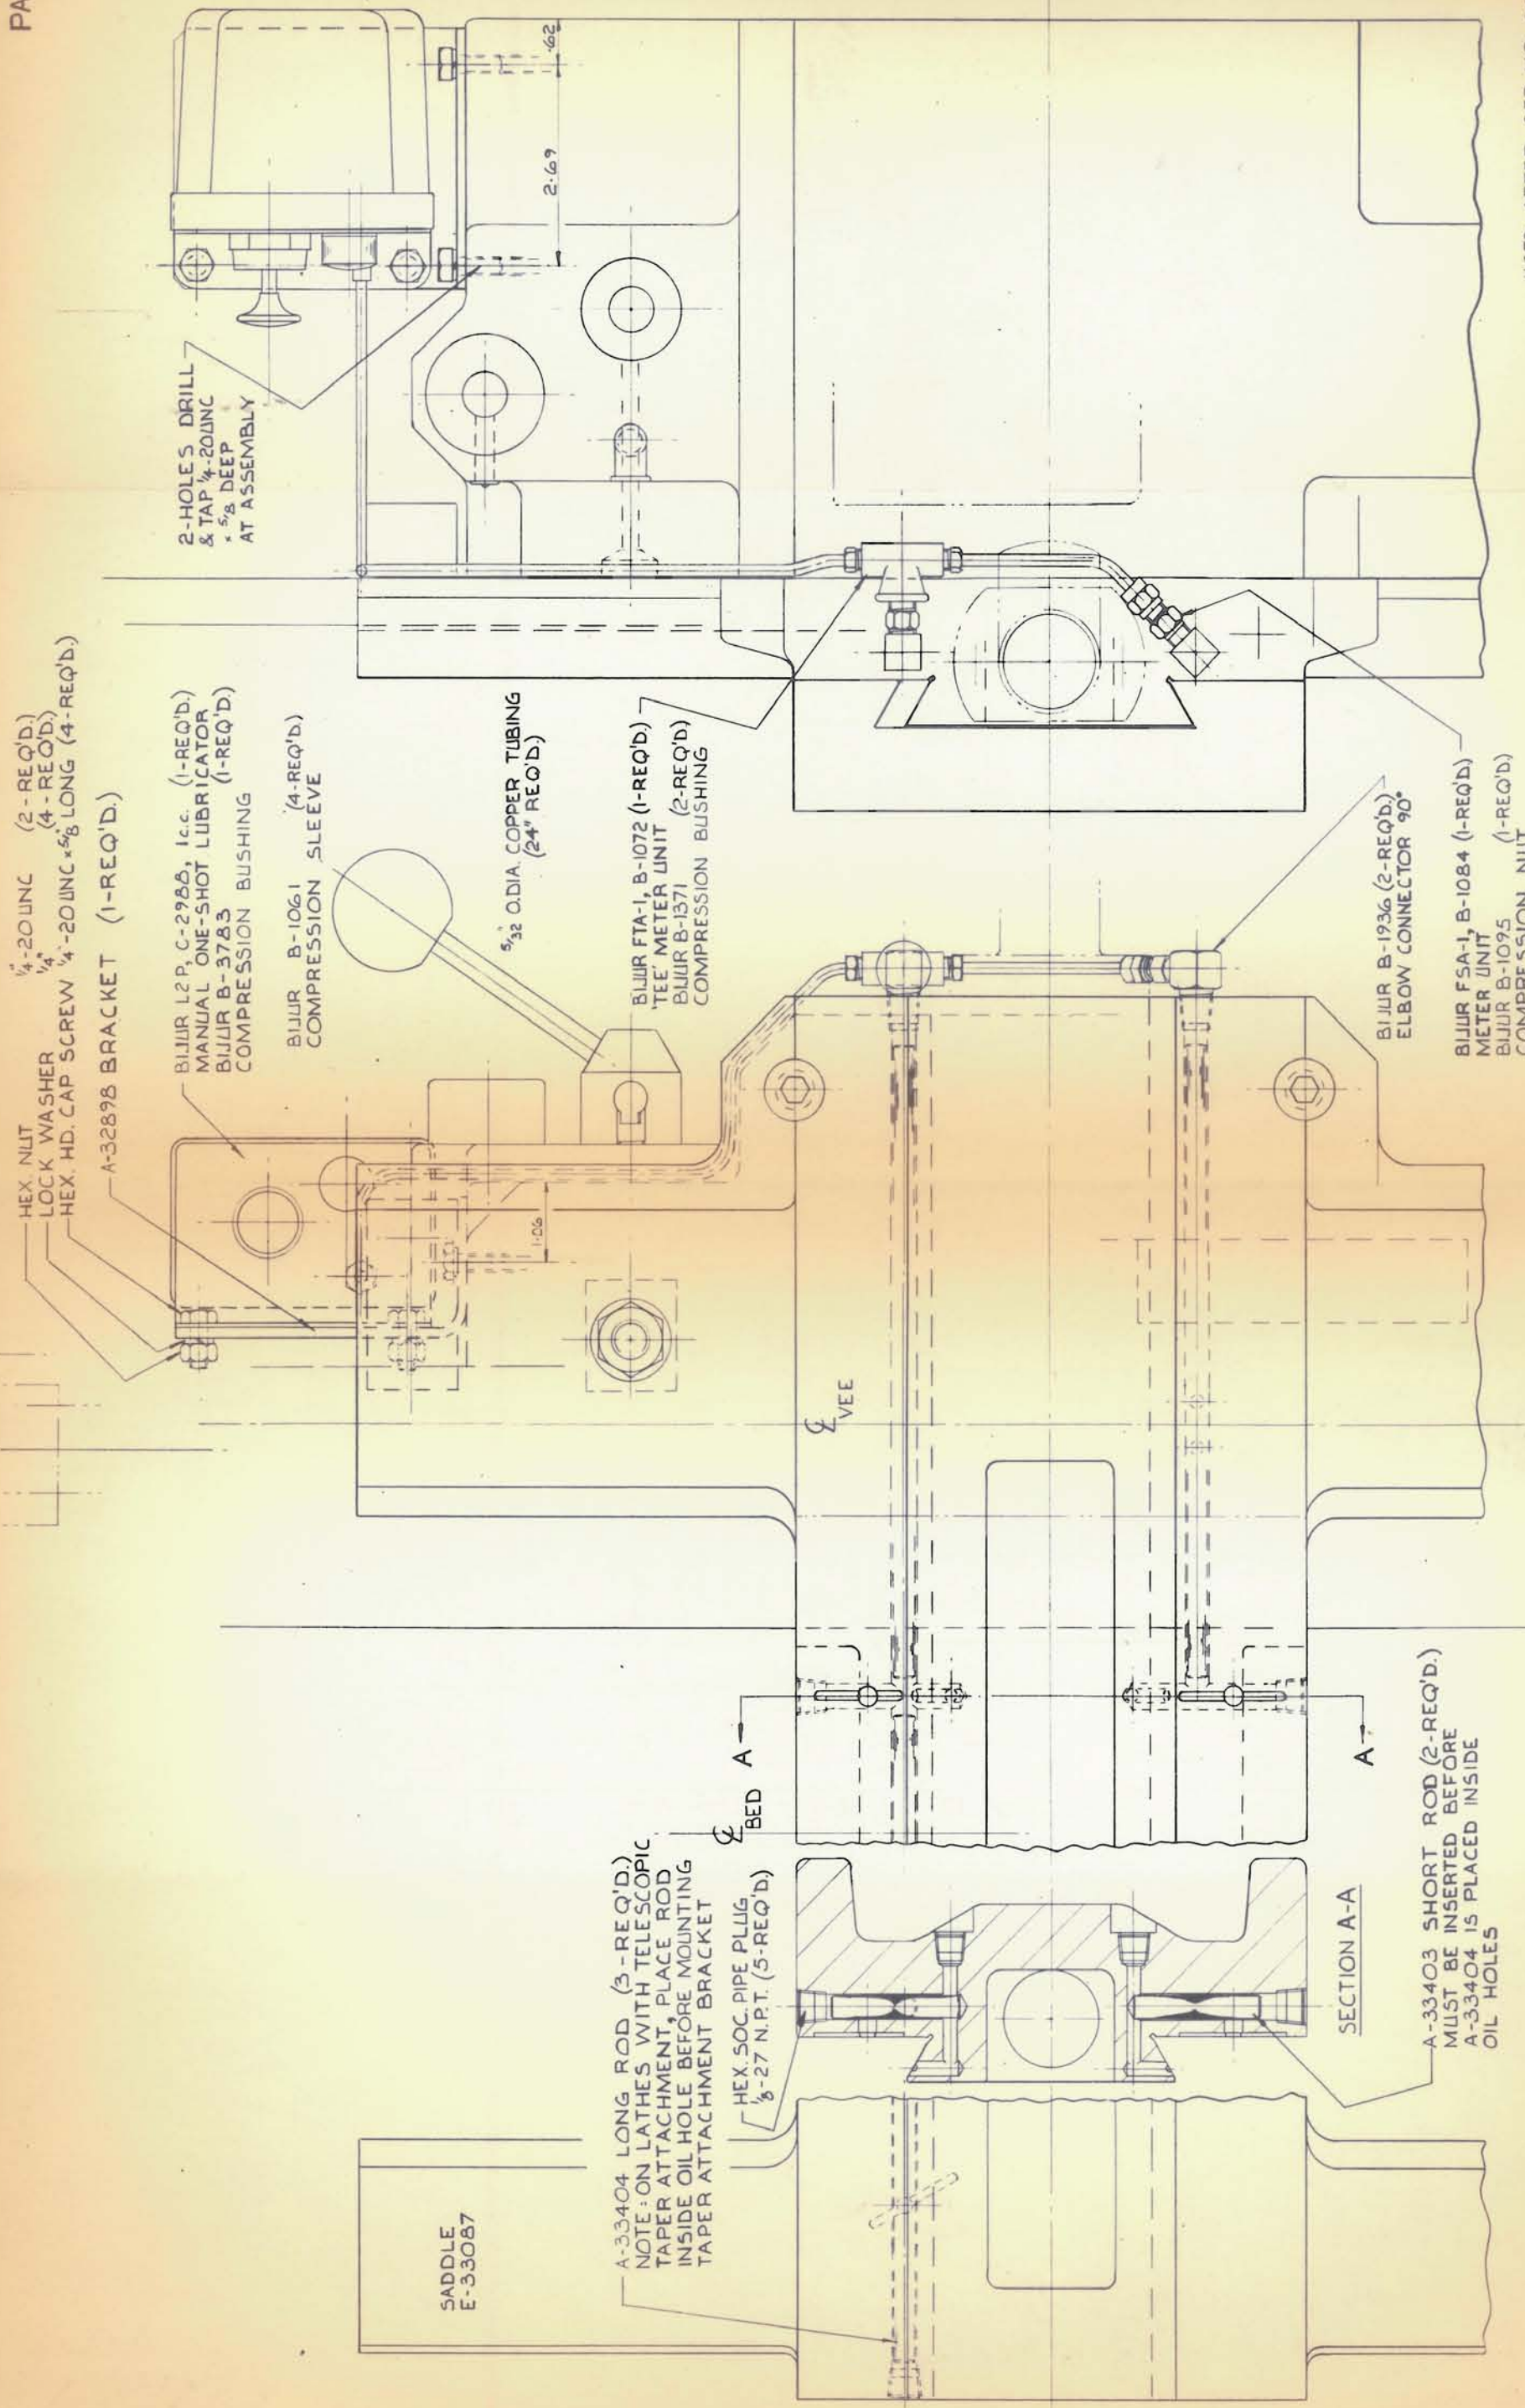 PA
HEX. NUT 1/4"-20UNC (2-REQ'D.)
LOCK WASHER 1/4" (4-REQ'D.)
HEX. HD. CAP SCREW 1/4"-20UNC x 5/8" LONG (4-REQ'D.)
A-32898 BRACKET (1-REQ'D.)
BIJUR L2P, C-2988, 1c.c. (1-REQ'D.)
MANUAL ONE-SHOT LUBRICATOR
BIJUR B-3783 (1-REQ'D.)
COMPRESSION BUSHING
BIJUR B-1061 (4-REQ'D.)
COMPRESSION SLEEVE
2-HOLES DRILL
& TAP 1/4-20UNC
x 5/8 DEEP
AT ASSEMBLY
.62
2.69
5/32 O.DIA. COPPER TUBING
(24" REQ'D.)
BIJUR FTA-1, B-1072 (1-REQ'D.)
'TEE' METER UNIT
BIJUR B-1371 (2-REQ'D.)
COMPRESSION BUSHING
1.06
℄ VEE
SADDLE
E-33087
A-33404 LONG ROD (3-REQ'D.)
NOTE: ON LATHES WITH TELESCOPIC
TAPER ATTACHMENT, PLACE ROD
INSIDE OIL HOLE BEFORE MOUNTING
TAPER ATTACHMENT BRACKET
℄ BED
HEX. SOC. PIPE PLUG
1/8-27 N.P.T. (5-REQ'D.)
A
A
SECTION A-A
A-33403 SHORT ROD (2-REQ'D.)
MUST BE INSERTED BEFORE
A-33404 IS PLACED INSIDE
OIL HOLES
BIJUR B-1936 (2-REQ'D.)
ELBOW CONNECTOR 90°
BIJUR FSA-1, B-1084 (1-REQ'D.)
METER UNIT
BIJUR B-1095 (1-REQ'D.)
COMPRESSION NUT